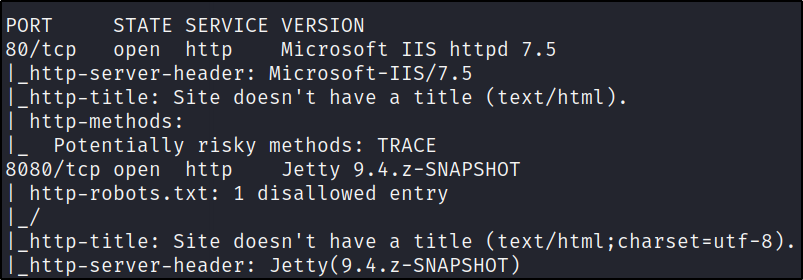 PORT     STATE SERVICE VERSION
80/tcp   open  http    Microsoft IIS httpd 7.5
|_http-server-header: Microsoft-IIS/7.5
|_http-title: Site doesn't have a title (text/html).
| http-methods:
|_  Potentially risky methods: TRACE
8080/tcp open  http    Jetty 9.4.z-SNAPSHOT
| http-robots.txt: 1 disallowed entry
|_/
|_http-title: Site doesn't have a title (text/html;charset=utf-8).
|_http-server-header: Jetty(9.4.z-SNAPSHOT)